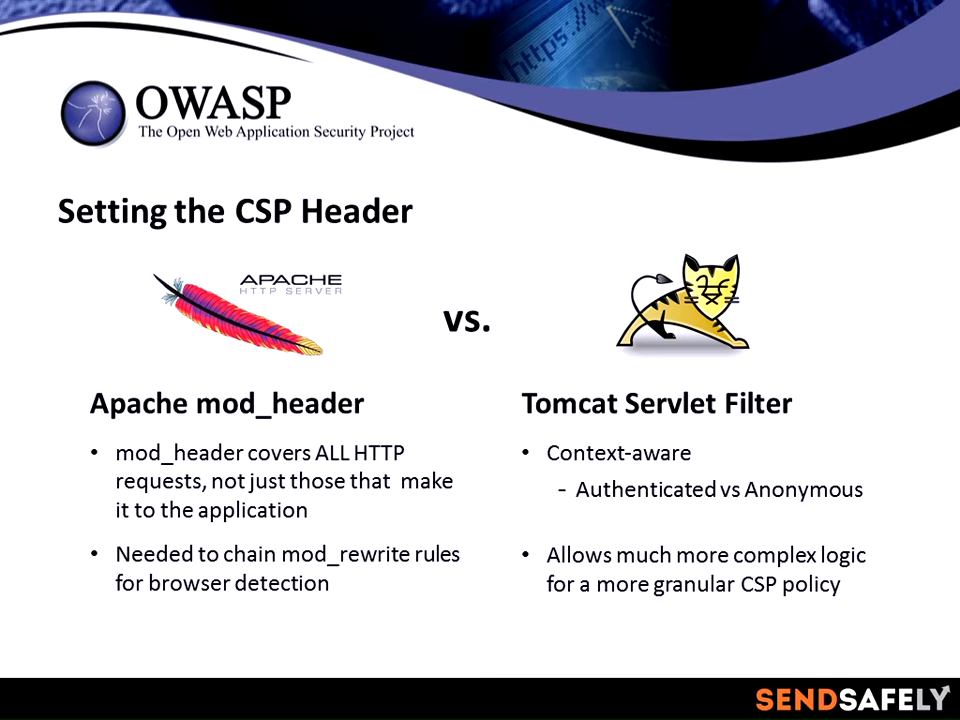 https://w
OWASP
The Open Web Application Security Project
Setting the CSP Header
APACHE
HTTP SERVER
vs.
Apache mod_header
• mod_header covers ALL HTTP
requests, not just those that make
it to the application
• Needed to chain mod_rewrite rules
for browser detection
Tomcat Servlet Filter
• Context-aware
- Authenticated vs Anonymous
• Allows much more complex logic
for a more granular CSP policy
SENDSAFELY